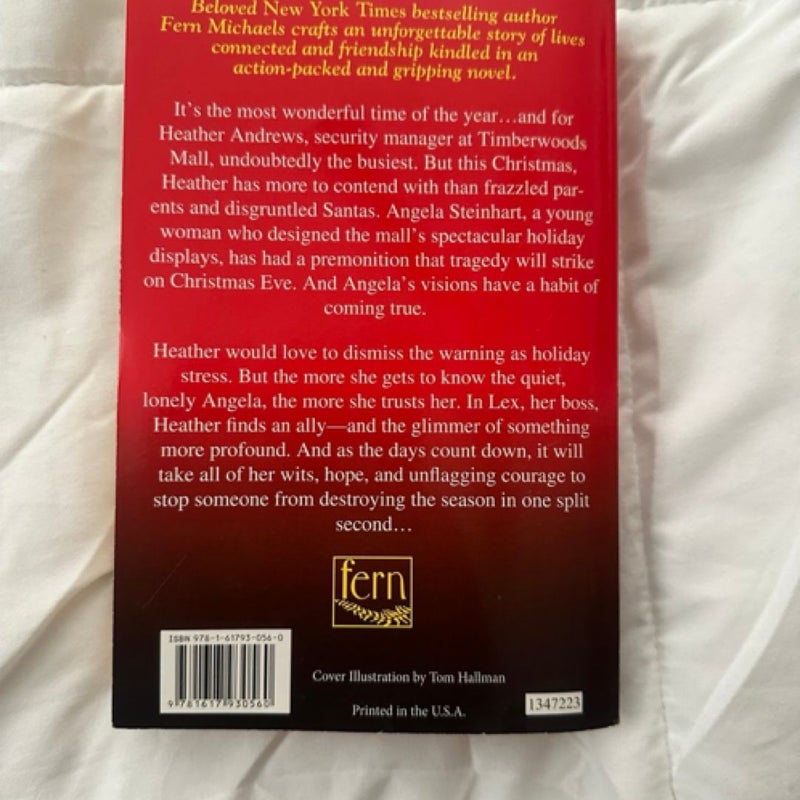 Beloved New York Times bestselling author
Fern Michaels crafts an unforgettable story of lives
connected and friendship kindled in an
action-packed and gripping novel.
It's the most wonderful time of the year...and for
Heather Andrews, security manager at Timberwoods
Mall, undoubtedly the busiest. But this Christmas,
Heather has more to contend with than frazzled par-
ents and disgruntled Santas. Angela Steinhart, a young
woman who designed the mall's spectacular holiday
displays, has had a premonition that tragedy will strike
on Christmas Eve. And Angela's visions have a habit of
coming true.
Heather would love to dismiss the warning as holiday
stress. But the more she gets to know the quiet,
lonely Angela, the more she trusts her. In Lex, her boss,
Heather finds an ally—and the glimmer of something
more profound. And as the days count down, it will
take all of her wits, hope, and unflagging courage to
stop someone from destroying the season in one split
second...
fern
ISBN 978-1-61793-056-0
9 781617 930560
Cover Illustration by Tom Hallman
Printed in the U.S.A.
1347223